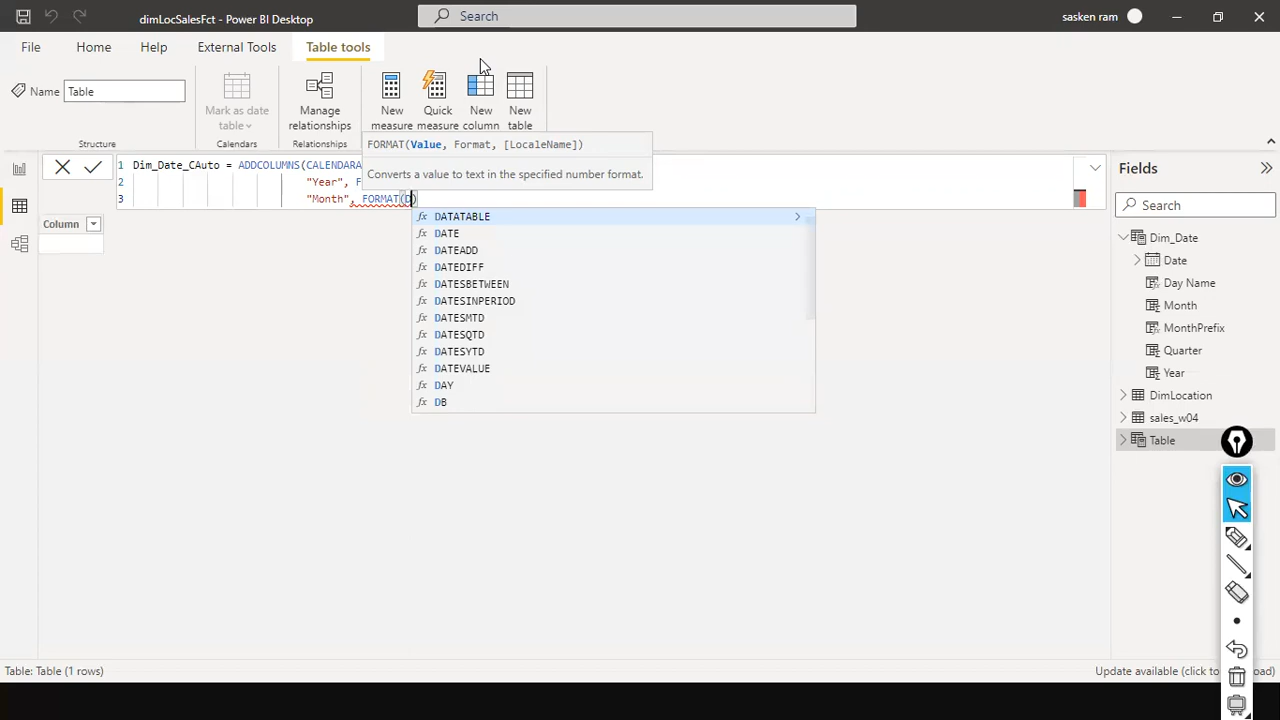 dimLocSalesFct - Power BI Desktop
Search
sasken ram
File
Home
Help
External Tools
Table tools
Name
Table
Mark as date
table
Manage
relationships
New
measure
Quick
measure
New
column
New
table
Structure
Calendars
Relationships
FORMAT(Value, Format, [LocaleName])
Converts a value to text in the specified number format.
1 Dim_Date_CAuto = ADDCOLUMNS(CALENDARA
2 "Year", F
3 "Month", FORMAT(D)
Column
DATATABLE
DATE
DATEADD
DATEDIFF
DATESBETWEEN
DATESINPERIOD
DATESMTD
DATESQTD
DATESYTD
DATEVALUE
DAY
DB
Fields
Search
Dim_Date
Date
Day Name
Month
MonthPrefix
Quarter
Year
DimLocation
sales_w04
Table
Table: Table (1 rows)
Update available (click to load)